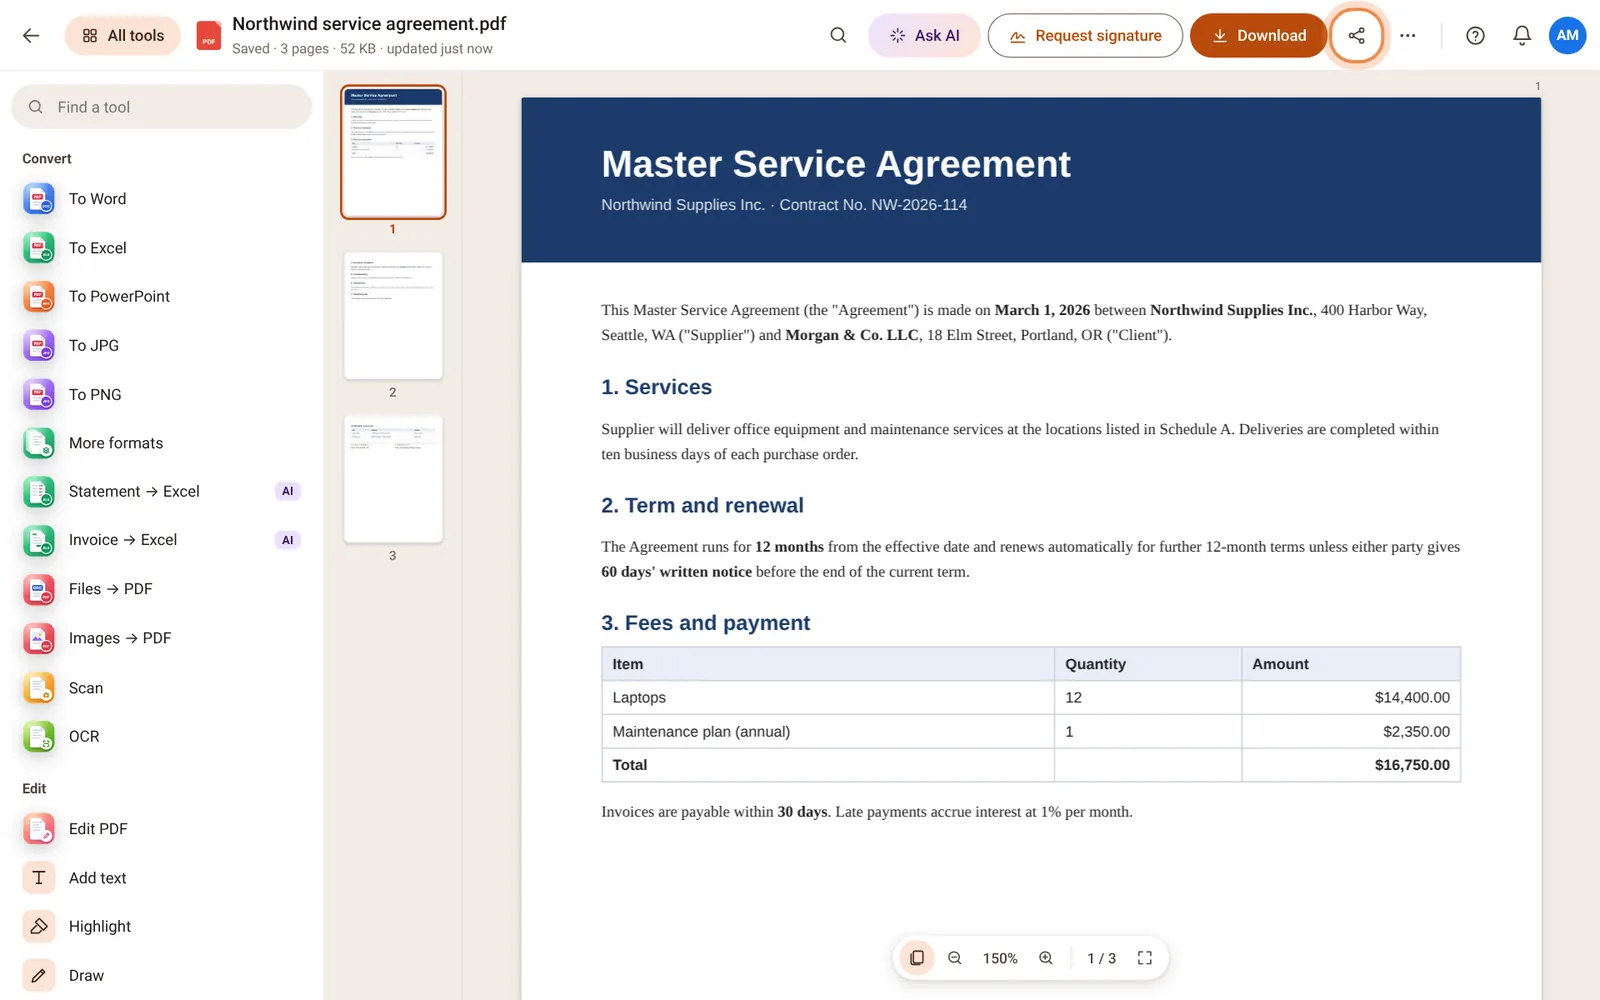 All tools
PDF
Northwind service agreement.pdf
Saved · 3 pages · 52 KB · updated just now
Ask AI
Request signature
Download
AM
Find a tool
Convert
To Word
To Excel
To PowerPoint
To JPG
To PNG
More formats
Statement → Excel AI
Invoice → Excel AI
Files → PDF
Images → PDF
Scan
OCR
Edit
Edit PDF
Add text
Highlight
Draw
Master Service Agreement
1
2
3
1
Master Service Agreement
Northwind Supplies Inc. · Contract No. NW-2026-114
This Master Service Agreement (the "Agreement") is made on March 1, 2026 between Northwind Supplies Inc., 400 Harbor Way,
Seattle, WA ("Supplier") and Morgan & Co. LLC, 18 Elm Street, Portland, OR ("Client").
1. Services
Supplier will deliver office equipment and maintenance services at the locations listed in Schedule A. Deliveries are completed within
ten business days of each purchase order.
2. Term and renewal
The Agreement runs for 12 months from the effective date and renews automatically for further 12-month terms unless either party gives
60 days' written notice before the end of the current term.
3. Fees and payment
Item Quantity Amount
Laptops 12 $14,400.00
Maintenance plan (annual) 1 $2,350.00
Total $16,750.00
Invoices are payable within 30 days. Late payments accrue interest at 1% per month.
150%
1 / 3